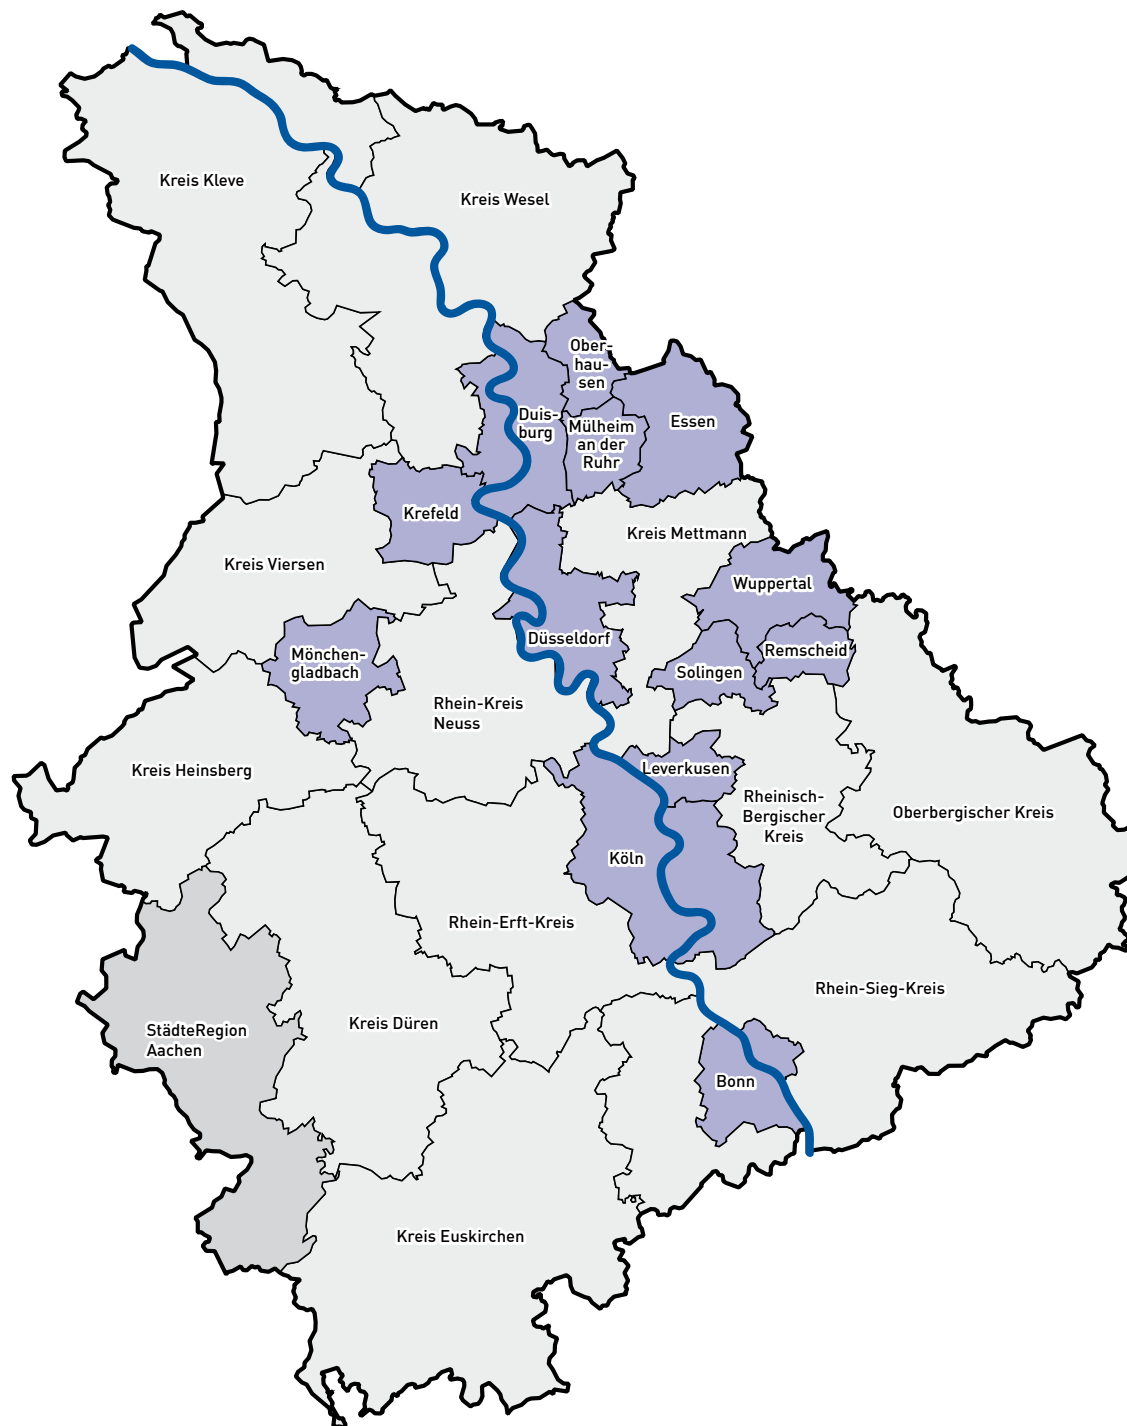 Kreis Kleve
Kreis Wesel
Ober-
hau-
sen
Duis-
burg
Mülheim
an der
Ruhr
Essen
Krefeld
Kreis Mettmann
Kreis Viersen
Wuppertal
Düsseldorf
Remscheid
Mönchen-
gladbach
Solingen
Rhein-Kreis
Neuss
Kreis Heinsberg
Leverkusen
Rheinisch-
Bergischer
Kreis
Oberbergischer Kreis
Köln
Rhein-Erft-Kreis
Rhein-Sieg-Kreis
Kreis Düren
StädteRegion
Aachen
Bonn
Kreis Euskirchen